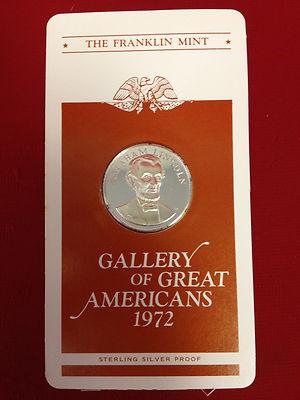 THE FRANKLIN MINT
ABRAHAM LINCOLN
GALLERY
OF GREAT
AMERICANS
1972
STERLING SILVER PROOF